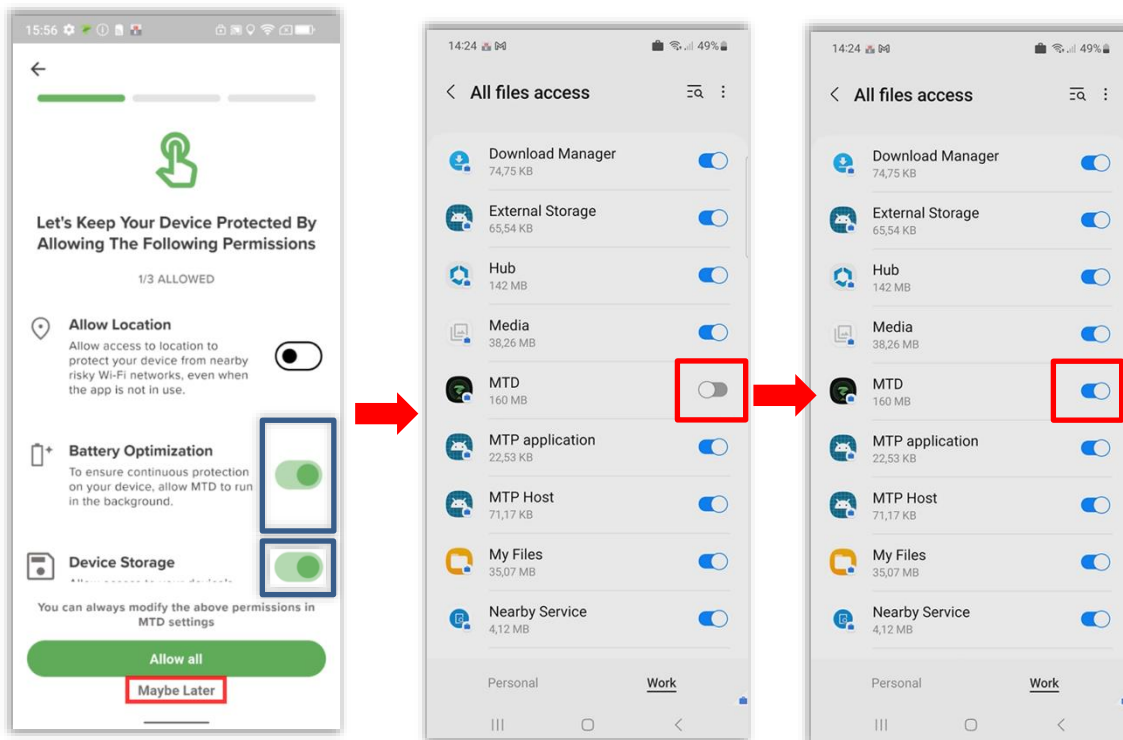 15:56
Let's Keep Your Device Protected By
Allowing The Following Permissions
1/3 ALLOWED
Allow Location
Allow access to location to
protect your device from nearby
risky Wi-Fi networks, even when
the app is not in use.
Battery Optimization
To ensure continuous protection
on your device, allow MTD to run
in the background.
Device Storage
You can always modify the above permissions in
MTD settings
Allow all
Maybe Later
14:24 49%
All files access
Download Manager
74,75 KB
External Storage
65,54 KB
Hub
142 MB
Media
38,26 MB
MTD
160 MB
MTP application
22,53 KB
MTP Host
71,17 KB
My Files
35,07 MB
Nearby Service
4,12 MB
Personal Work
14:24 49%
All files access
Download Manager
74,75 KB
External Storage
65,54 KB
Hub
142 MB
Media
38,26 MB
MTD
160 MB
MTP application
22,53 KB
MTP Host
71,17 KB
My Files
35,07 MB
Nearby Service
4,12 MB
Personal Work